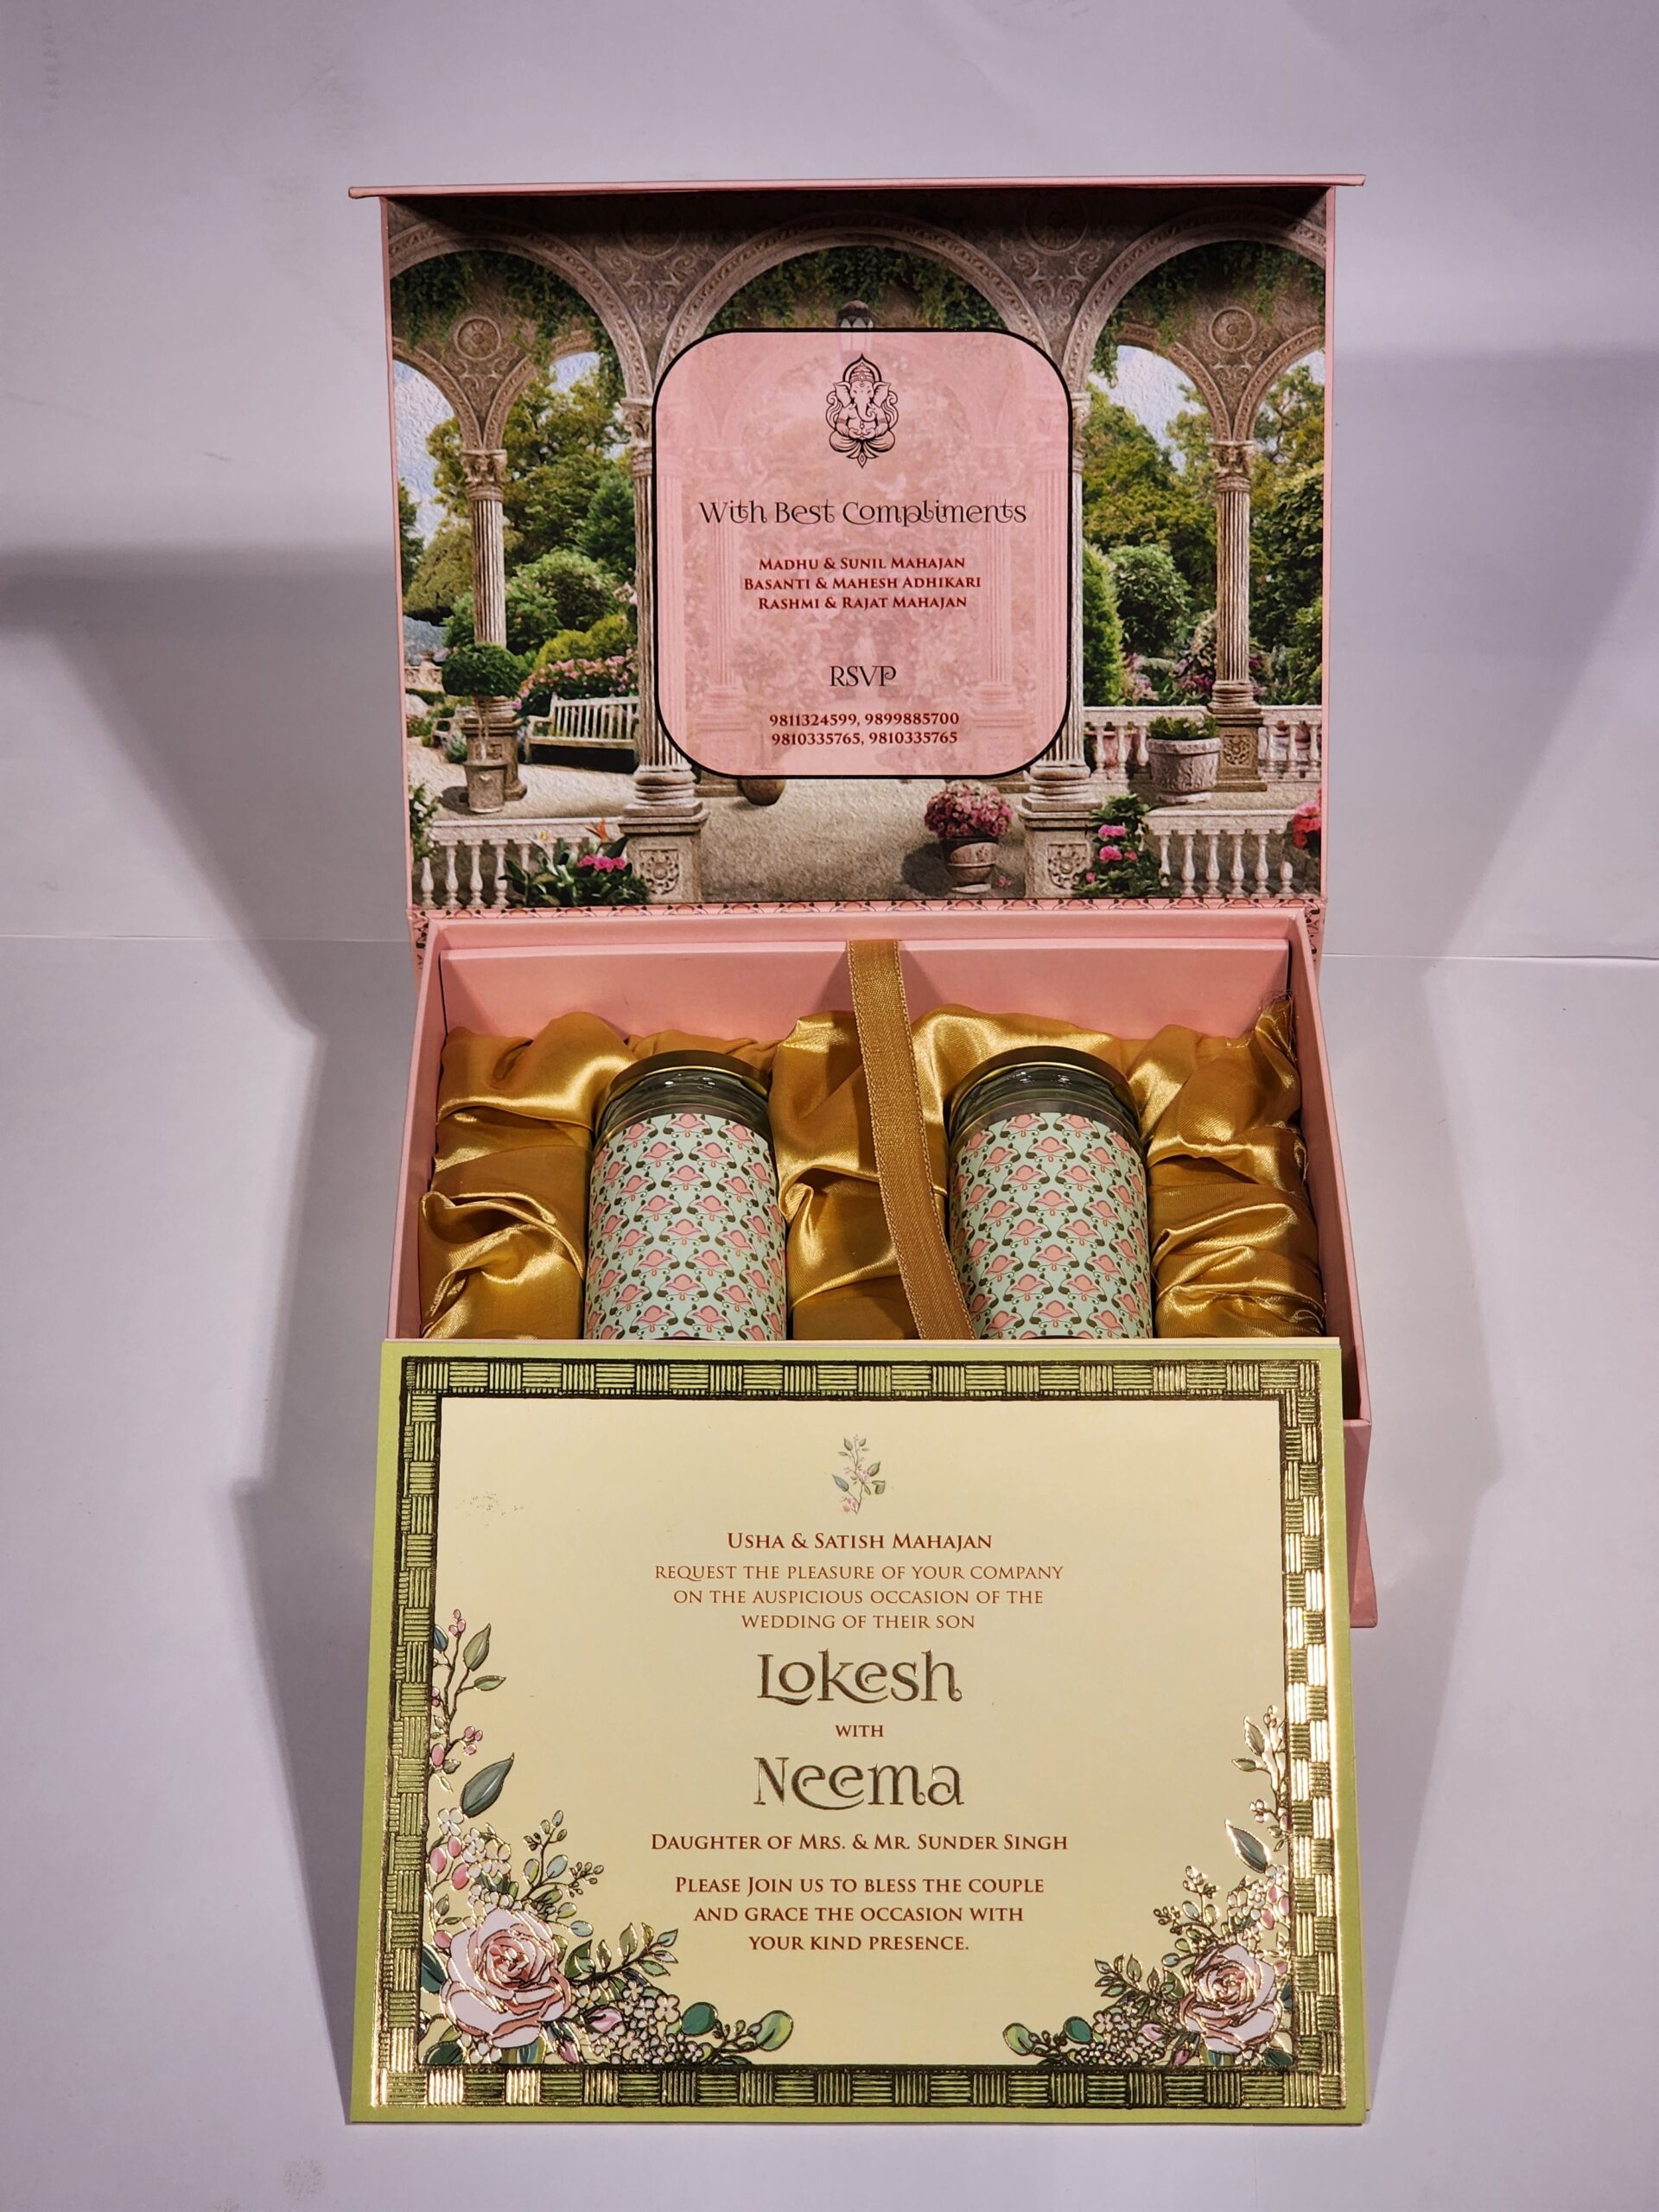 With Best Compliments
MADHU & SUNIL MAHAJAN
BASANTI & MAHESH ADHIKARI
RASHMI & RAJAT MAHAJAN
RSVP
9811324599, 9899885700
9810335765, 9810335765
USHA & SATISH MAHAJAN
REQUEST THE PLEASURE OF YOUR COMPANY
ON THE AUSPICIOUS OCCASION OF THE
WEDDING OF THEIR SON
Lokesh
WITH
Neema
DAUGHTER OF MRS. & MR. SUNDER SINGH
PLEASE JOIN US TO BLESS THE COUPLE
AND GRACE THE OCCASION WITH
YOUR KIND PRESENCE.